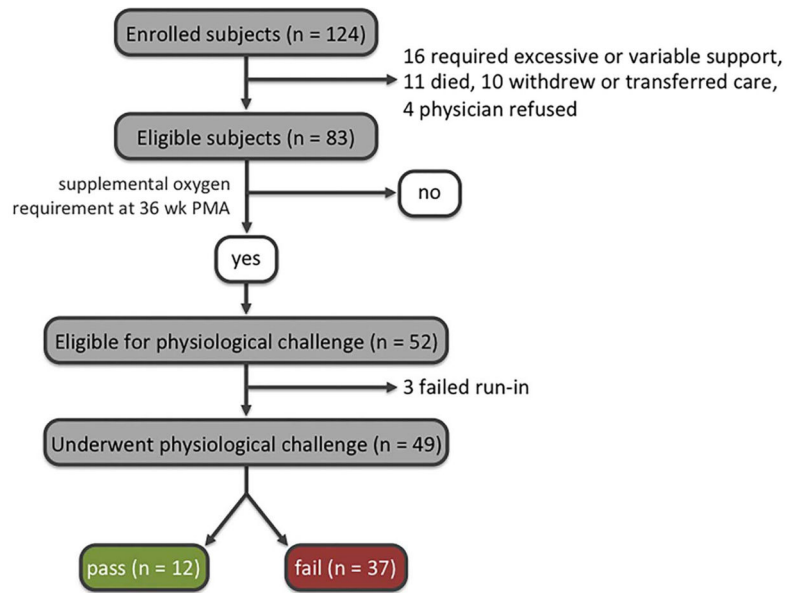 Enrolled subjects (n = 124)
16 required excessive or variable support,
11 died, 10 withdrew or transferred care,
4 physician refused
Eligible subjects (n = 83)
supplemental oxygen
requirement at 36 wk PMA
no
yes
Eligible for physiological challenge (n = 52)
3 failed run-in
Underwent physiological challenge (n = 49)
pass (n = 12)
fail (n = 37)